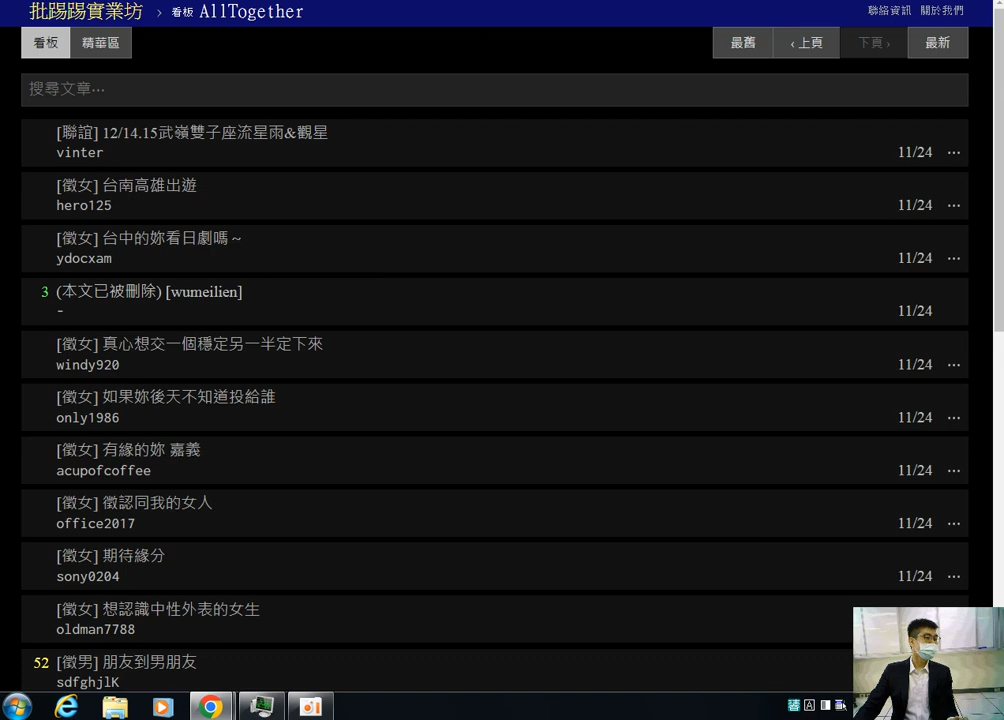 批踢踢實業坊 › 看板 AllTogether 聯絡資訊 關於我們
看板 精華區 最舊 ‹ 上頁 下頁 › 最新
搜尋文章⋯
[聯誼] 12/14.15武嶺雙子座流星雨&觀星
vinter 11/24 ⋯
[徵女] 台南高雄出遊
hero125 11/24 ⋯
[徵女] 台中的妳看日劇嗎～
ydocxam 11/24 ⋯
3 (本文已被刪除) [wumeilien]
- 11/24
[徵女] 真心想交一個穩定另一半定下來
windy920 11/24 ⋯
[徵女] 如果妳後天不知道投給誰
only1986 11/24 ⋯
[徵女] 有緣的妳 嘉義
acupofcoffee 11/24 ⋯
[徵女] 徵認同我的女人
office2017 11/24 ⋯
[徵女] 期待緣分
sony0204 11/24 ⋯
[徵女] 想認識中性外表的女生
oldman7788
52 [徵男] 朋友到男朋友
sdfghjlK